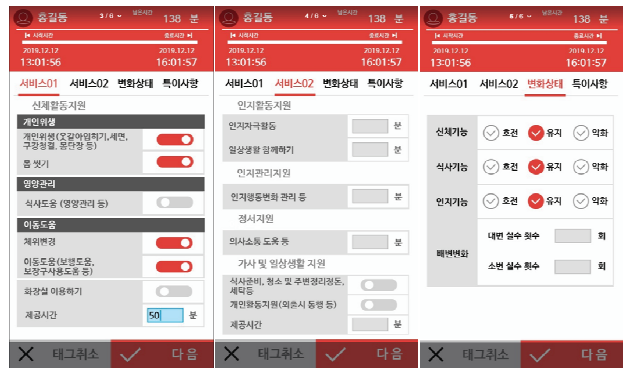 홍길동 3/6 남은시간 138 분
시작시간 종료시간
2019.12.12 2019.12.12
13:01:56 16:01:57
서비스01 서비스02 변화상태 특이사항
신체활동지원
개인위생
개인위생(옷갈아입히기,세면,
구강청결, 몸단장 등)
몸 씻기
영양관리
식사도움 (영양관리 등)
이동도움
체위변경
이동도움(보행도움,
보장구사용도움 등)
화장실 이용하기
제공시간 50 분
태그취소 다음
홍길동 4/6 남은시간 138 분
시작시간 종료시간
2019.12.12 2019.12.12
13:01:56 16:01:57
서비스01 서비스02 변화상태 특이사항
인지활동지원
인지자극활동 분
일상생활 함께하기 분
인지관리지원
인지행동변화 관리 등 분
정서지원
의사소통 도움 등 분
가사 및 일상생활 지원
식사준비, 청소 및 주변정리정돈,
세탁등
개인활동지원(외출시 동행 등)
제공시간 분
태그취소 다음
홍길동 5/6 남은시간 138 분
시작시간 종료시간
2019.12.12 2019.12.12
13:01:56 16:01:57
서비스01 서비스02 변화상태 특이사항
신체기능 호전 유지 악화
식사기능 호전 유지 악화
인지기능 호전 유지 악화
배변변화
대변 실수 횟수 회
소변 실수 횟수 회
태그취소 다음